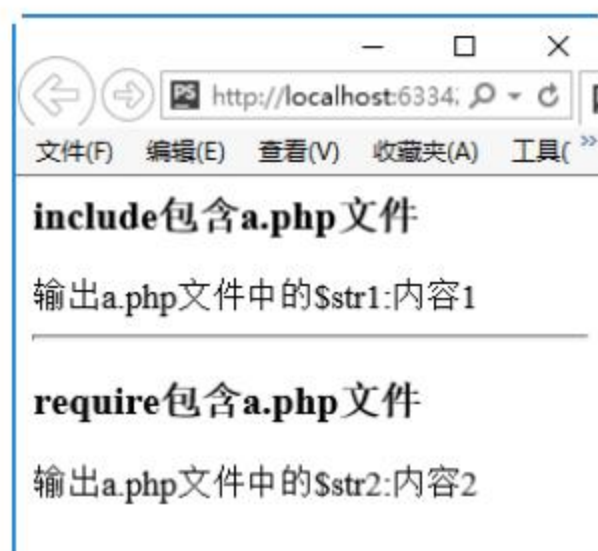 http://localhost:6334
文件(F) 编辑(E) 查看(V) 收藏夹(A) 工具( »
include包含a.php文件
输出a.php文件中的$str1:内容1
require包含a.php文件
输出a.php文件中的$str2:内容2